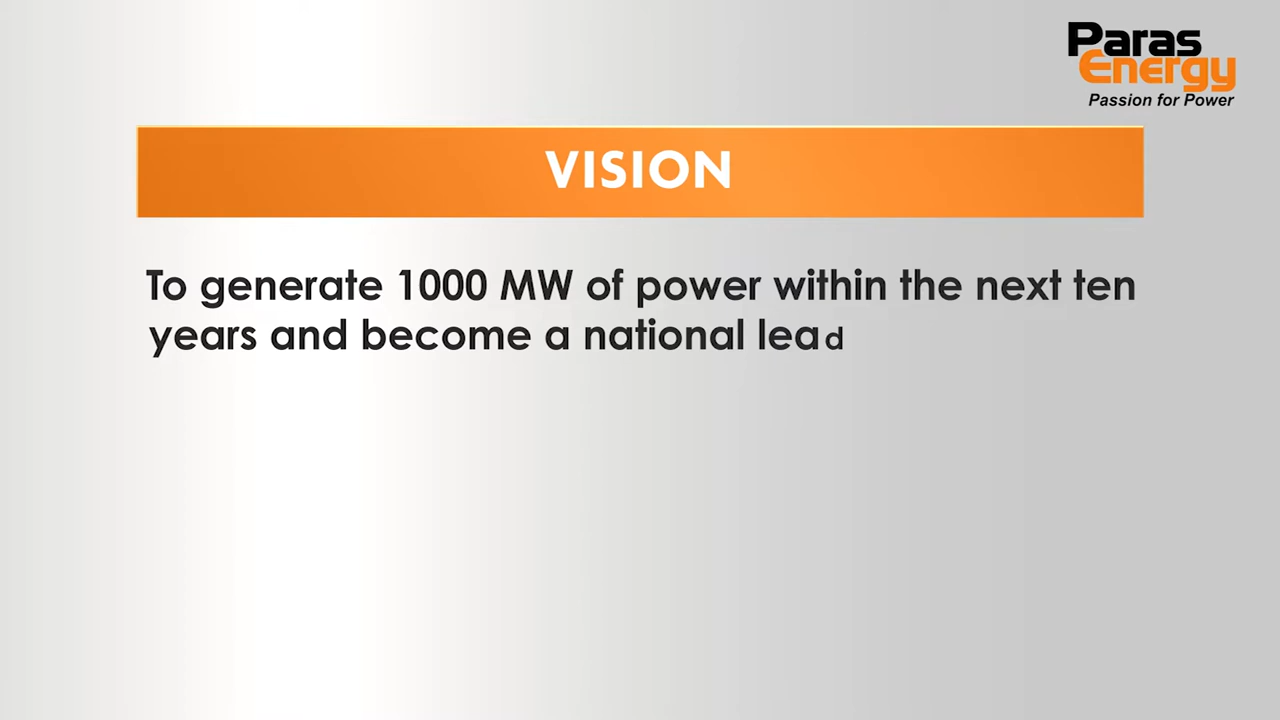 Paras
Energy
Passion for Power
VISION
To generate 1000 MW of power within the next ten
years and become a national lead